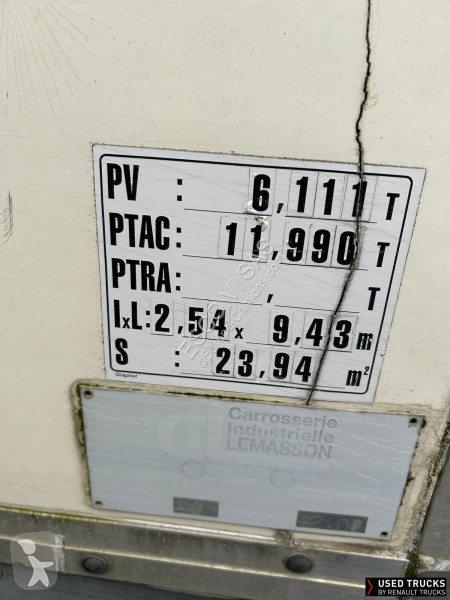 PV : 6,111 T
PTAC: 11,990 T
PTRA: , T
IxL: 2,54 x 9,43 m
S : 23,94 m²
Graphet
Carrosserie
Industrielle
LEMASSON
USED TRUCKS
BY RENAULT TRUCKS